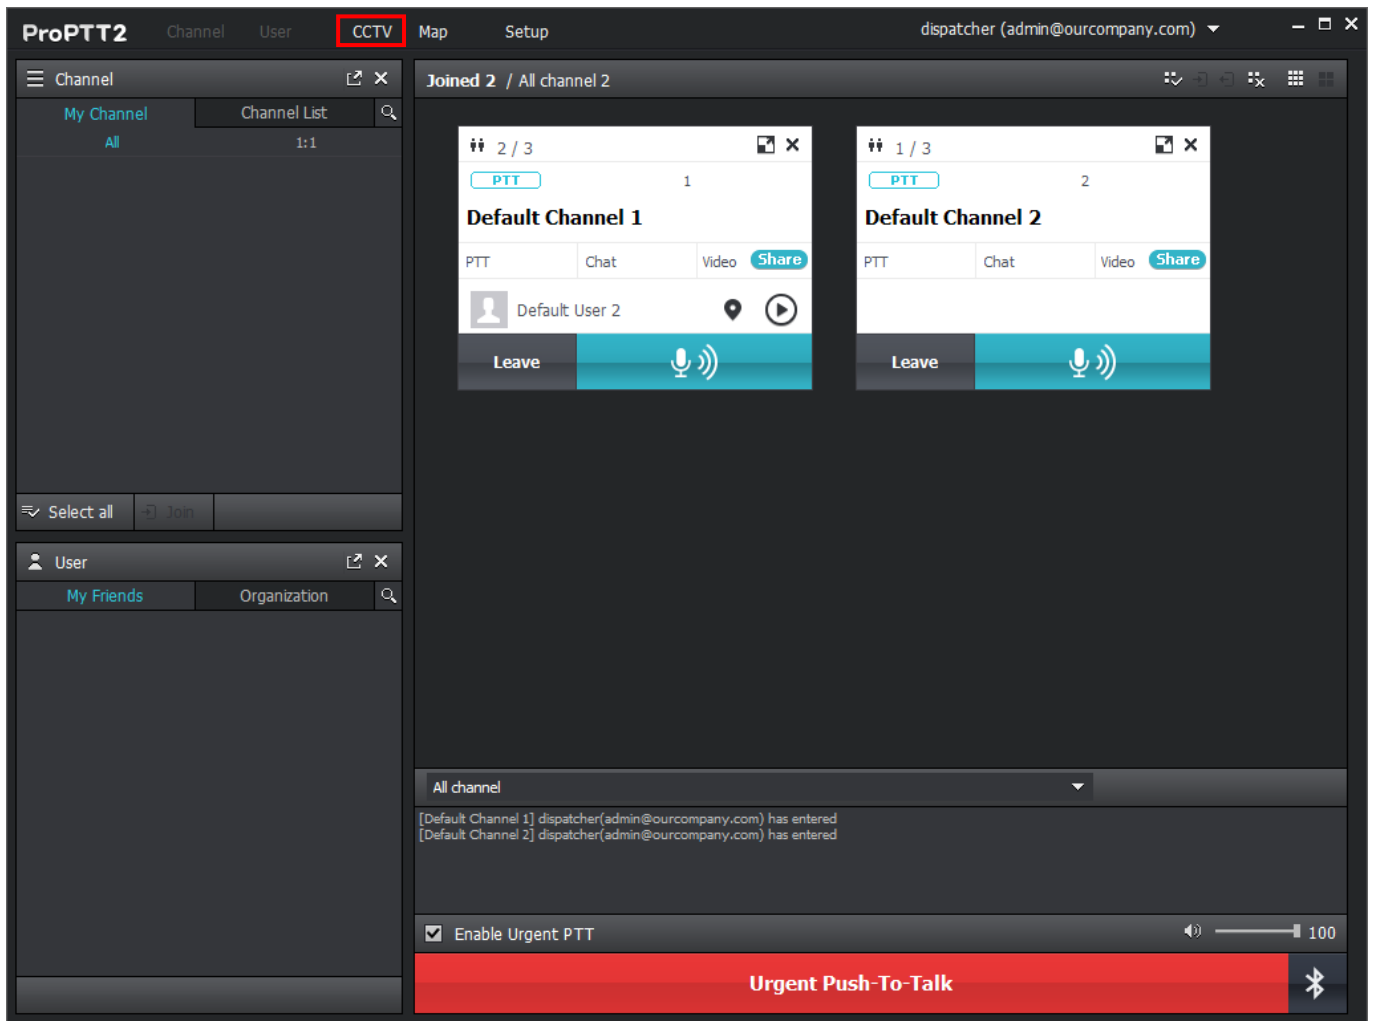 ProPTT2 Channel User CCTV Map Setup dispatcher (admin@ourcompany.com)
Channel
My Channel Channel List
All 1:1
Select all Join
User
My Friends Organization
Joined 2 / All channel 2
2 / 3
PTT 1
Default Channel 1
PTT Chat Video Share
Default User 2
Leave
1 / 3
PTT 2
Default Channel 2
PTT Chat Video Share
Leave
All channel
[Default Channel 1] dispatcher(admin@ourcompany.com) has entered
[Default Channel 2] dispatcher(admin@ourcompany.com) has entered
Enable Urgent PTT 100
Urgent Push-To-Talk